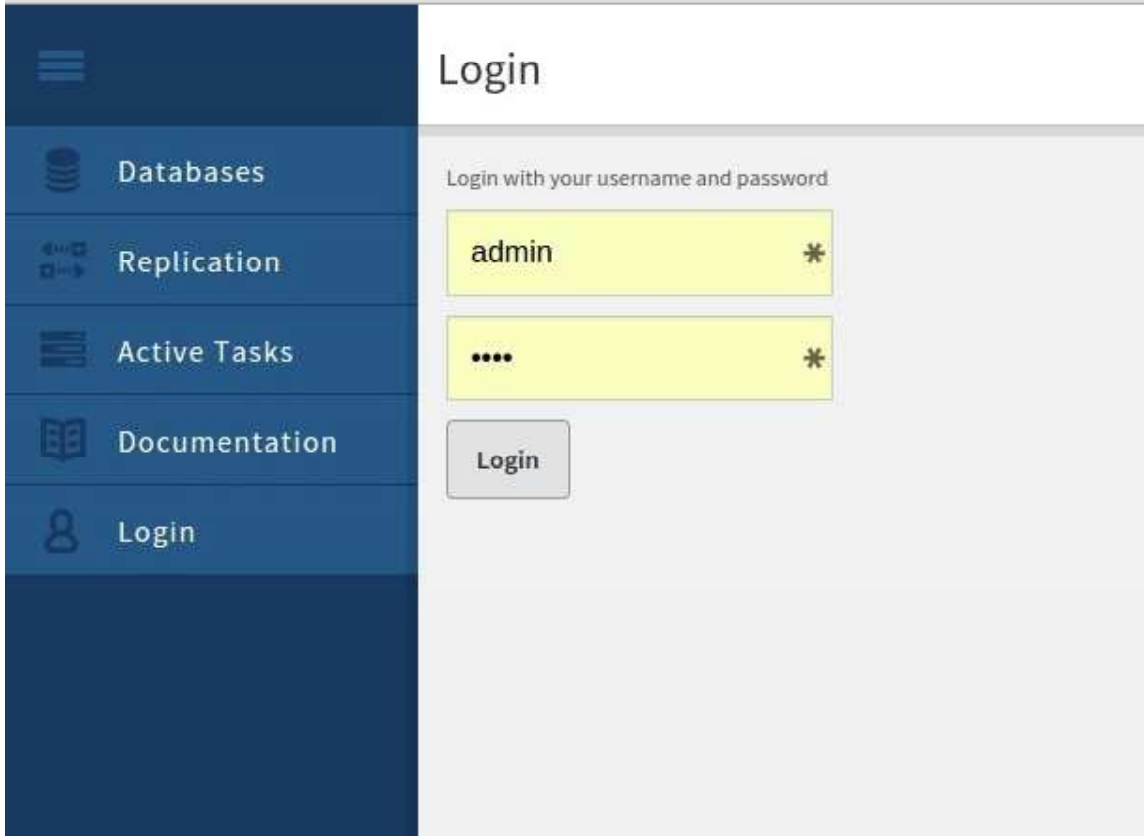 Login
Databases
Replication
Active Tasks
Documentation
Login
Login with your username and password
admin
••••
Login